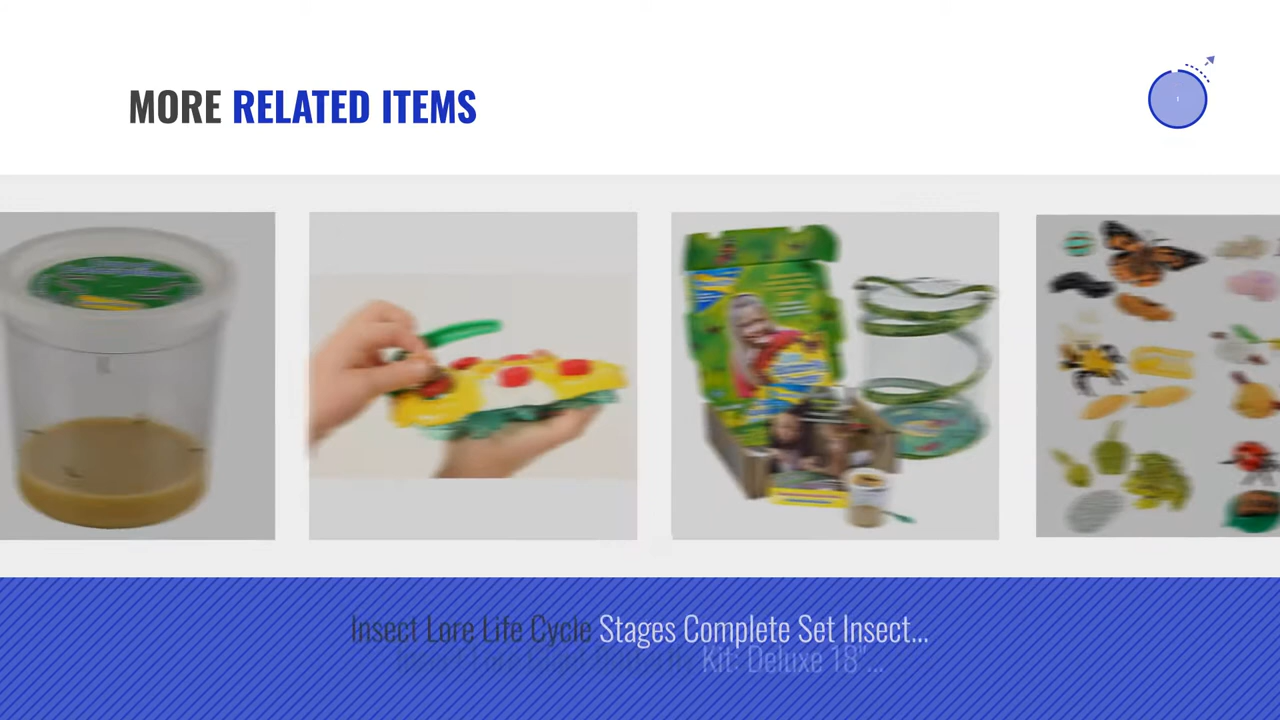 MORE RELATED ITEMS
Insect Lore Life Cycle Stages Complete Set Insect...
Kit: Deluxe 18"...